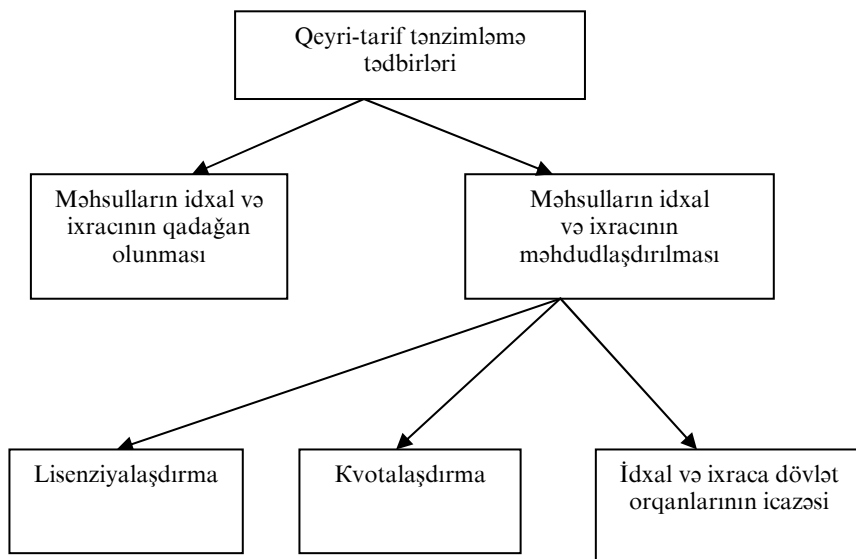 Qeyri-tarif tənzimləmə
tədbirləri
Məhsulların idxal və
ixracının qadağan
olunması
Məhsulların idxal
və ixracının
məhdudlaşdırılması
Lisenziyalaşdırma
Kvotalaşdırma
İdxal və ixraca dövlət
orqanlarının icazəsi